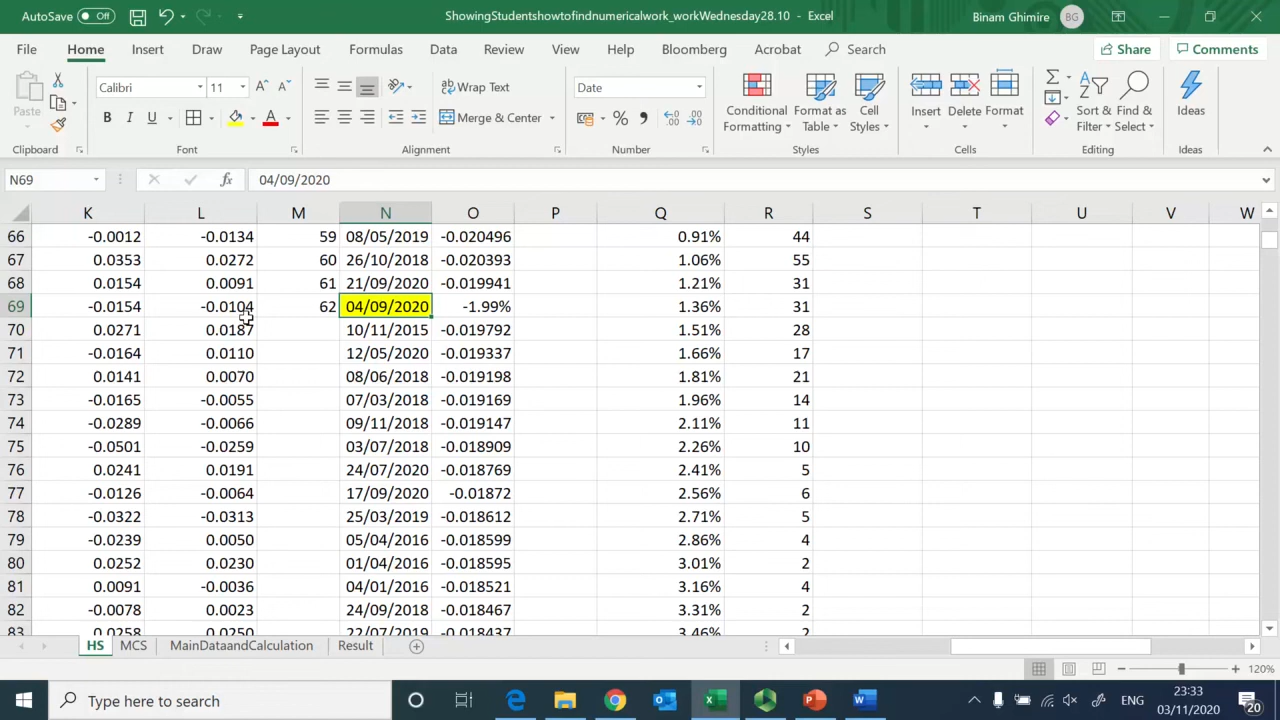 AutoSave Off ShowingStudentshowtofindnumericalwork_workWednesday28.10 - Excel Binam Ghimire BG
File Home Insert Draw Page Layout Formulas Data Review View Help Bloomberg Acrobat Search Share Comments
Paste Calibri 11 Wrap Text Date Conditional Formatting Format as Table Cell Styles Insert Delete Format Sort & Filter Find & Select Ideas
B I U A Merge & Center %
Clipboard Font Alignment Number Styles Cells Editing Ideas
N69 fx 04/09/2020
K L M N O P Q R S T U V W
66 -0.0012 -0.0134 59 08/05/2019 -0.020496 0.91% 44
67 0.0353 0.0272 60 26/10/2018 -0.020393 1.06% 55
68 0.0154 0.0091 61 21/09/2020 -0.019941 1.21% 31
69 -0.0154 -0.0104 62 04/09/2020 -1.99% 1.36% 31
70 0.0271 0.0187 10/11/2015 -0.019792 1.51% 28
71 -0.0164 0.0110 12/05/2020 -0.019337 1.66% 17
72 0.0141 0.0070 08/06/2018 -0.019198 1.81% 21
73 -0.0165 -0.0055 07/03/2018 -0.019169 1.96% 14
74 -0.0289 -0.0066 09/11/2018 -0.019147 2.11% 11
75 -0.0501 -0.0259 03/07/2018 -0.018909 2.26% 10
76 0.0241 0.0191 24/07/2020 -0.018769 2.41% 5
77 -0.0126 -0.0064 17/09/2020 -0.01872 2.56% 6
78 -0.0322 -0.0313 25/03/2019 -0.018612 2.71% 5
79 -0.0239 0.0050 05/04/2016 -0.018599 2.86% 4
80 0.0252 0.0230 01/04/2016 -0.018595 3.01% 2
81 0.0091 -0.0036 04/01/2016 -0.018521 3.16% 4
82 -0.0078 0.0023 24/09/2018 -0.018467 3.31% 2
83 0.0258 0.0250 22/07/2019 -0.018437 3.46% 2
HS MCS MainDataandCalculation Result
120%
Type here to search ENG 23:33
03/11/2020 20